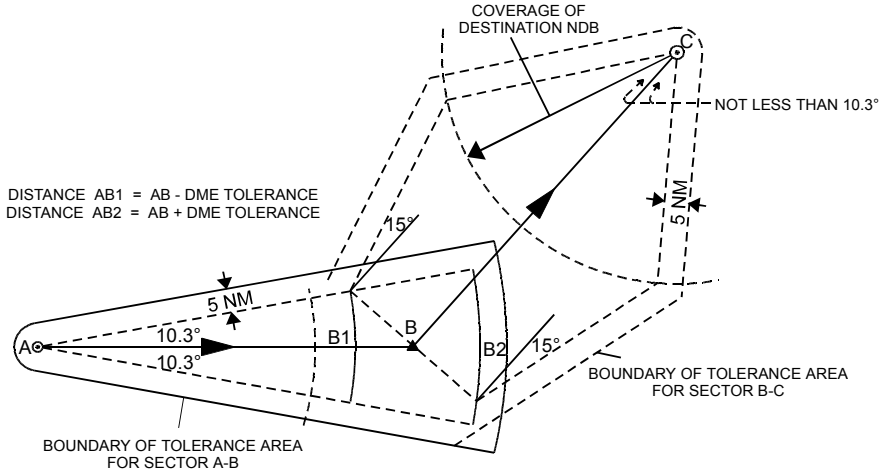 COVERAGE OF
DESTINATION NDB
C
NOT LESS THAN 10.3°
DISTANCE AB1 = AB - DME TOLERANCE
DISTANCE AB2 = AB + DME TOLERANCE
15°
5 NM
5 NM
A
10.3°
10.3°
B1
B
B2
15°
BOUNDARY OF TOLERANCE AREA
FOR SECTOR B-C
BOUNDARY OF TOLERANCE AREA
FOR SECTOR A-B